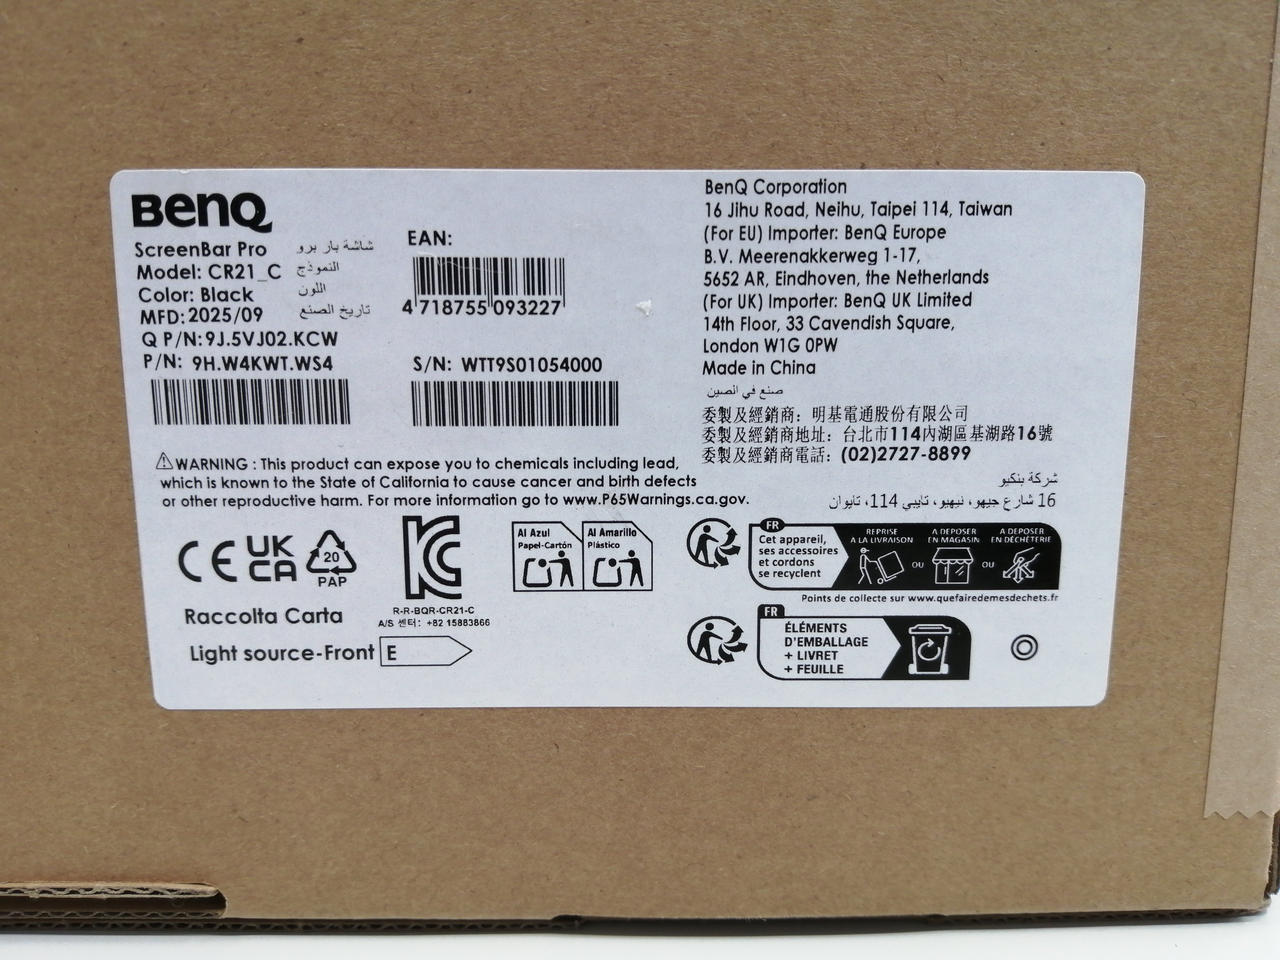 BenQ
ScreenBar Pro شاشة بار برو
Model: CR21_C النموذج
Color: Black اللون
MFD: 2025/09 تاريخ الصنع
Q P/N: 9J.5VJ02.KCW
P/N: 9H.W4KWT.WS4
EAN:
4 718755 093227
S/N: WTT9S01054000
BenQ Corporation
16 Jihu Road, Neihu, Taipei 114, Taiwan
(For EU) Importer: BenQ Europe
B.V. Meerenakkerweg 1-17,
5652 AR, Eindhoven, the Netherlands
(For UK) Importer: BenQ UK Limited
14th Floor, 33 Cavendish Square,
London W1G 0PW
Made in China
صنع في الصين
委製及經銷商: 明基電通股份有限公司
委製及經銷商地址: 台北市114內湖區基湖路16號
委製及經銷商電話: (02)2727-8899
شركة بنكيو
16 شارع جيهو، نيهيو، تايبي 114، تايوان
WARNING : This product can expose you to chemicals including lead,
which is known to the State of California to cause cancer and birth defects
or other reproductive harm. For more information go to www.P65Warnings.ca.gov.
CE
UK
CA
20
PAP
KC
R-R-BQR-CR21-C
A/S 센터: +82 15883866
Al Azul
Papel-Cartón
Al Amarillo
Plástico
Raccolta Carta
Light source-Front E
FR
Cet appareil,
ses accessoires
et cordons
se recyclent
REPRISE
A LA LIVRAISON
OU
A DEPOSER
EN MAGASIN
OU
A DEPOSER
EN DÉCHÈTERIE
Points de collecte sur www.quefairedemesdechets.fr
FR
ÉLÉMENTS
D'EMBALLAGE
+ LIVRET
+ FEUILLE